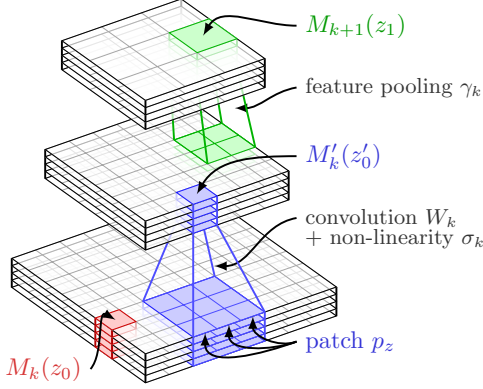 M_{k+1}(z_1)
feature pooling γ_k
M'_k(z'_0)
convolution W_k
+ non-linearity σ_k
patch p_z
M_k(z_0)